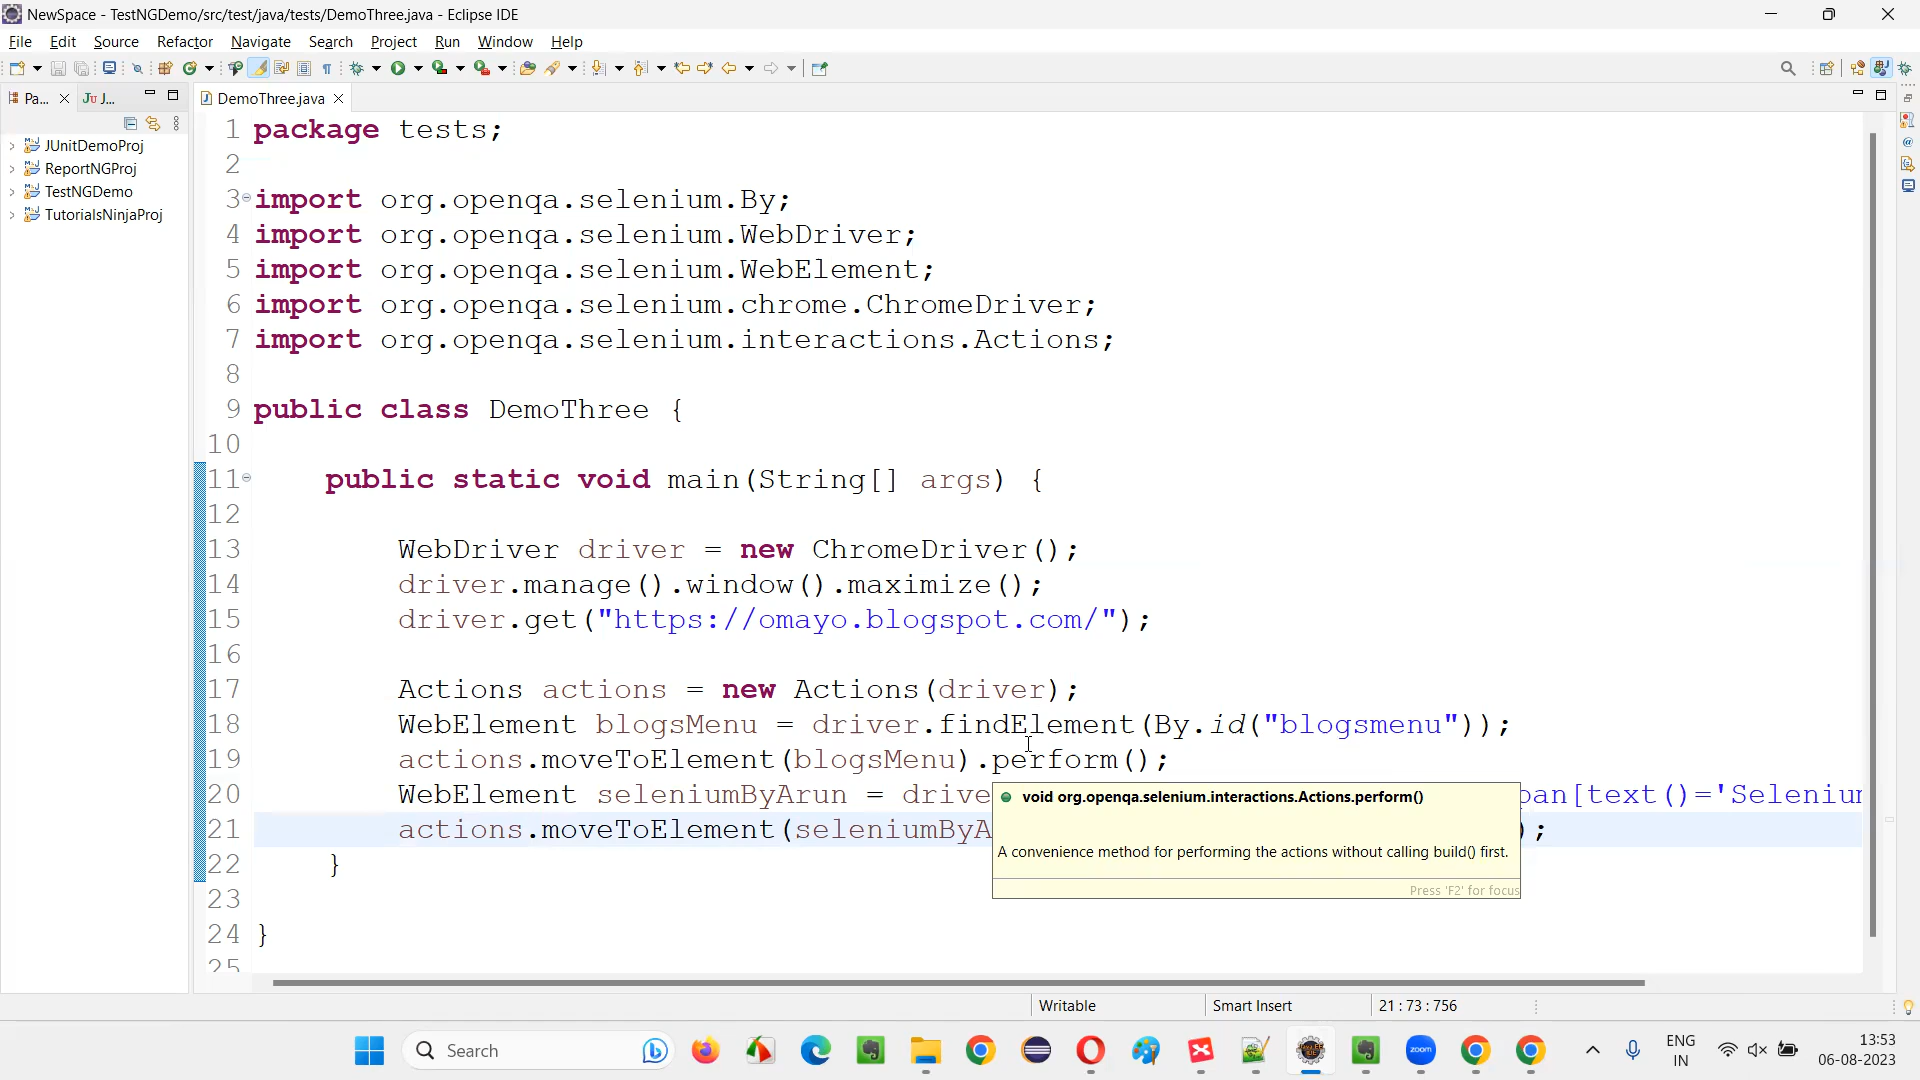 NewSpace - TestNGDemo/src/test/java/tests/DemoThree.java - Eclipse IDE
File Edit Source Refactor Navigate Search Project Run Window Help
Pa... JU J... DemoThree.java
JUnitDemoProj
ReportNGProj
TestNGDemo
TutorialsNinjaProj
1 package tests;
2
3 import org.openqa.selenium.By;
4 import org.openqa.selenium.WebDriver;
5 import org.openqa.selenium.WebElement;
6 import org.openqa.selenium.chrome.ChromeDriver;
7 import org.openqa.selenium.interactions.Actions;
8
9 public class DemoThree {
10
11 public static void main(String[] args) {
12
13 WebDriver driver = new ChromeDriver();
14 driver.manage().window().maximize();
15 driver.get("https://omayo.blogspot.com/");
16
17 Actions actions = new Actions(driver);
18 WebElement blogsMenu = driver.findElement(By.id("blogsmenu"));
19 actions.moveToElement(blogsMenu).perform();
20 WebElement seleniumByArun = drive pan[text()='Selenium
21 actions.moveToElement(seleniumByA );
void org.openqa.selenium.interactions.Actions.perform()
A convenience method for performing the actions without calling build() first.
Press 'F2' for focus
22 }
23
24 }
25
Writable Smart Insert 21 : 73 : 756
Search zoom ENG IN 13:53 06-08-2023